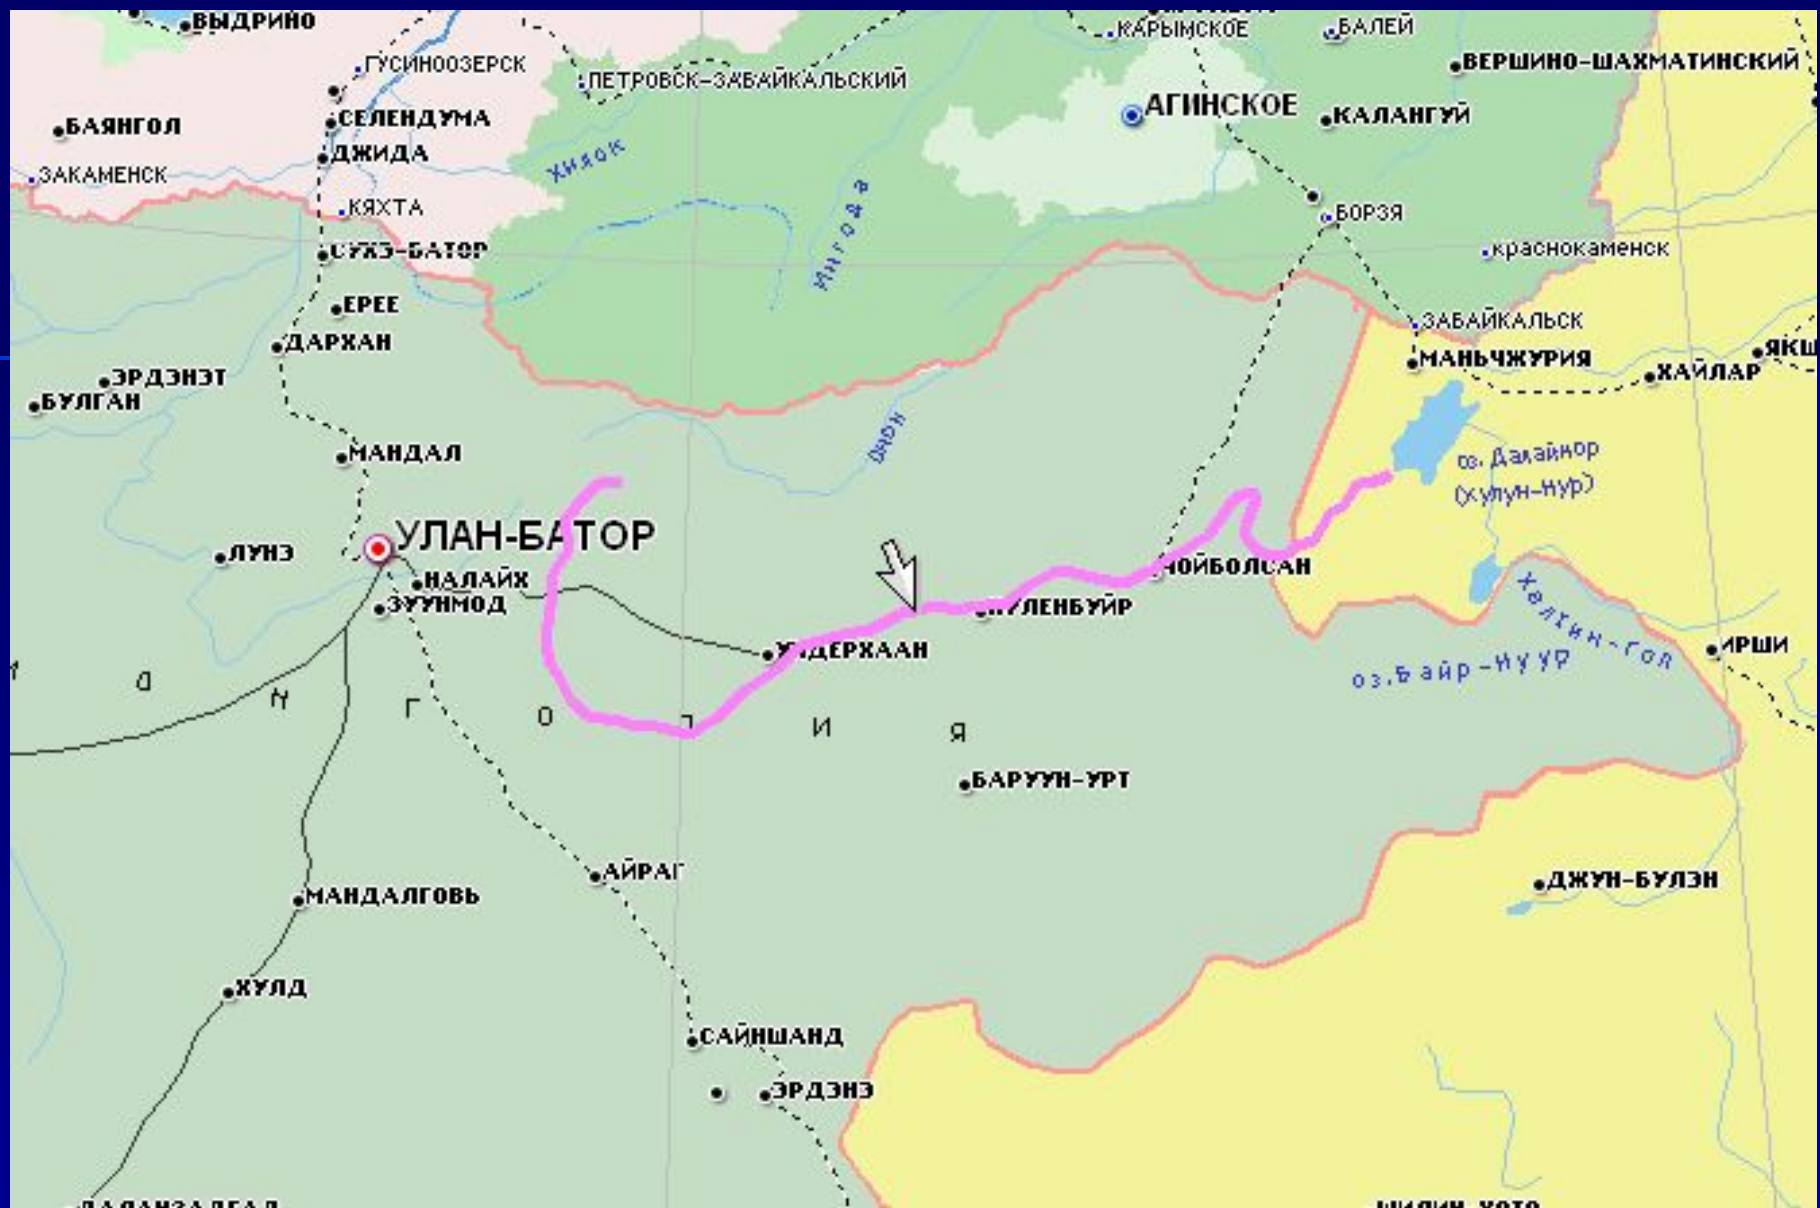 ВЫДРИНО
КАРЫМСКОЕ
БАЛЕЙ
ГУСИНООЗЕРСК
ПЕТРОВСК-ЗАБАЙКАЛЬСКИЙ
ВЕРШИНО-ШАХМАТИНСКИЙ
АГИНСКОЕ
КАЛАНГУЙ
БАЯНГОЛ
СЕЛЕНДУМА
ДЖИДА
Хилок
ЗАКАМЕНСК
КЯХТА
Ингода
БОРЗЯ
СУХЭ-БАТОР
краснокаменск
ЕРЕЕ
ЗАБАЙКАЛЬСК
ДАРХАН
МАНЬЧЖУРИЯ
ХАЙЛАР
ЭРДЭНЭТ
БУЛГАН
Онон
МАНДАЛ
оз. Далайнор
(Хулун-нур)
УЛАН-БАТОР
ЛУНЭ
НАЛАЙХ
ЧОЙБОЛСАН
ЗУУНМОД
Халхин-Гол
УНДЕРХААН
ИРШИ
оз. Байр-Нуур
М О Н Г О Л И Я
БАРУУН-УРТ
АЙРАГ
ДЖУН-БУЛЭН
МАНДАЛГОВЬ
ХУЛД
САЙНШАНД
ЭРДЭНЭ